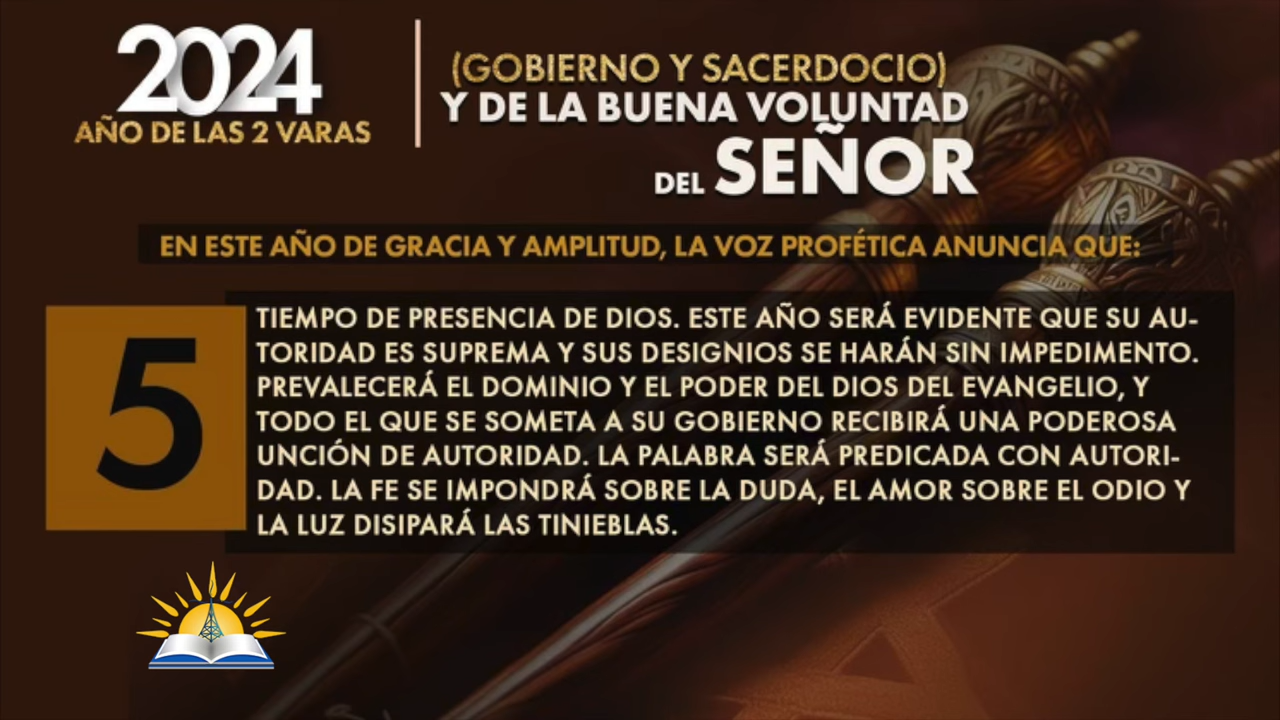 2024
AÑO DE LAS 2 VARAS
(GOBIERNO Y SACERDOCIO)
Y DE LA BUENA VOLUNTAD
DEL SEÑOR
EN ESTE AÑO DE GRACIA Y AMPLITUD, LA VOZ PROFÉTICA ANUNCIA QUE:
5
TIEMPO DE PRESENCIA DE DIOS. ESTE AÑO SERÁ EVIDENTE QUE SU AU-
TORIDAD ES SUPREMA Y SUS DESIGNIOS SE HARÁN SIN IMPEDIMENTO.
PREVALECERÁ EL DOMINIO Y EL PODER DEL DIOS DEL EVANGELIO, Y
TODO EL QUE SE SOMETA A SU GOBIERNO RECIBIRÁ UNA PODEROSA
UNCIÓN DE AUTORIDAD. LA PALABRA SERÁ PREDICADA CON AUTORI-
DAD. LA FE SE IMPONDRÁ SOBRE LA DUDA, EL AMOR SOBRE EL ODIO Y
LA LUZ DISIPARÁ LAS TINIEBLAS.